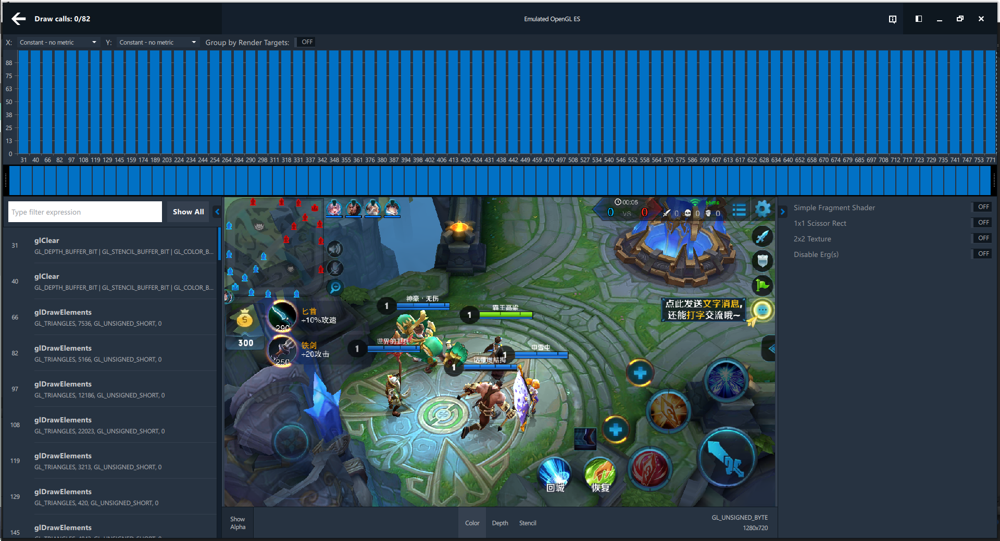 Draw calls: 0/82
Emulated OpenGL ES
X: Constant - no metric Y: Constant - no metric Group by Render Targets: OFF
88
75
63
50
38
25
13
0
31 40 66 82 97 108 119 129 145 159 174 189 203 224 234 244 254 264 284 290 298 311 318 331 337 342 348 355 361 376 380 387 394 398 402 406 413 420 424 431 438 442 449 459 470 497 508 527 534 540 546 552 558 564 570 575 586 599 607 613 617 622 628 634 640 652 658 670 674 679 685 697 708 712 717 723 729 735 741 747 753 771
Type filter expression
Show All
31
glClear
GL_DEPTH_BUFFER_BIT | GL_STENCIL_BUFFER_BIT | GL_COLOR_B...
40
glClear
GL_DEPTH_BUFFER_BIT | GL_STENCIL_BUFFER_BIT | GL_COLOR_B...
66
glDrawElements
GL_TRIANGLES, 7536, GL_UNSIGNED_SHORT, 0
82
glDrawElements
GL_TRIANGLES, 5166, GL_UNSIGNED_SHORT, 0
97
glDrawElements
GL_TRIANGLES, 12186, GL_UNSIGNED_SHORT, 0
108
glDrawElements
GL_TRIANGLES, 22023, GL_UNSIGNED_SHORT, 0
119
glDrawElements
GL_TRIANGLES, 3213, GL_UNSIGNED_SHORT, 0
129
glDrawElements
GL_TRIANGLES, 420, GL_UNSIGNED_SHORT, 0
145
glDrawElements
00:05
55ms
0 VS 0
0 0 0
点此发送文字消息,
还能打字交流哦~
匕首
+10%攻速
290
300
铁剑
+20攻击
250
1
神豪·无伤
1
霸王高粱
1
世界的卫兵
1
申雪中
1
回城
恢复
Show
Alpha
Color
Depth
Stencil
GL_UNSIGNED_BYTE
1280x720
Simple Fragment Shader OFF
1x1 Scissor Rect OFF
2x2 Texture OFF
Disable Erg(s) OFF